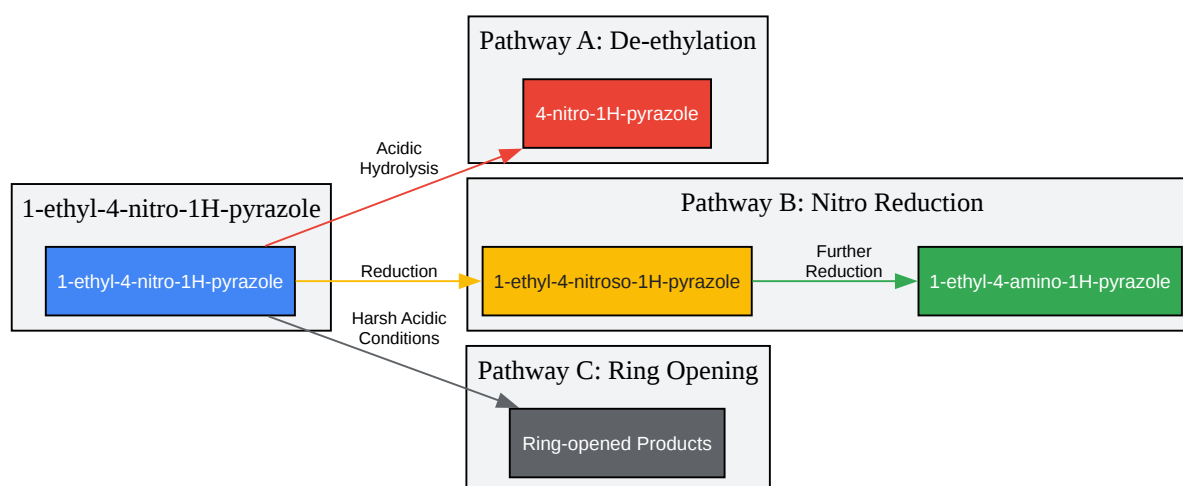 Pathway A: De-ethylation
4-nitro-1H-pyrazole
Acidic
Hydrolysis
1-ethyl-4-nitro-1H-pyrazole
1-ethyl-4-nitro-1H-pyrazole
Reduction
Pathway B: Nitro Reduction
1-ethyl-4-nitroso-1H-pyrazole
Further
Reduction
1-ethyl-4-amino-1H-pyrazole
Harsh Acidic
Conditions
Pathway C: Ring Opening
Ring-opened Products